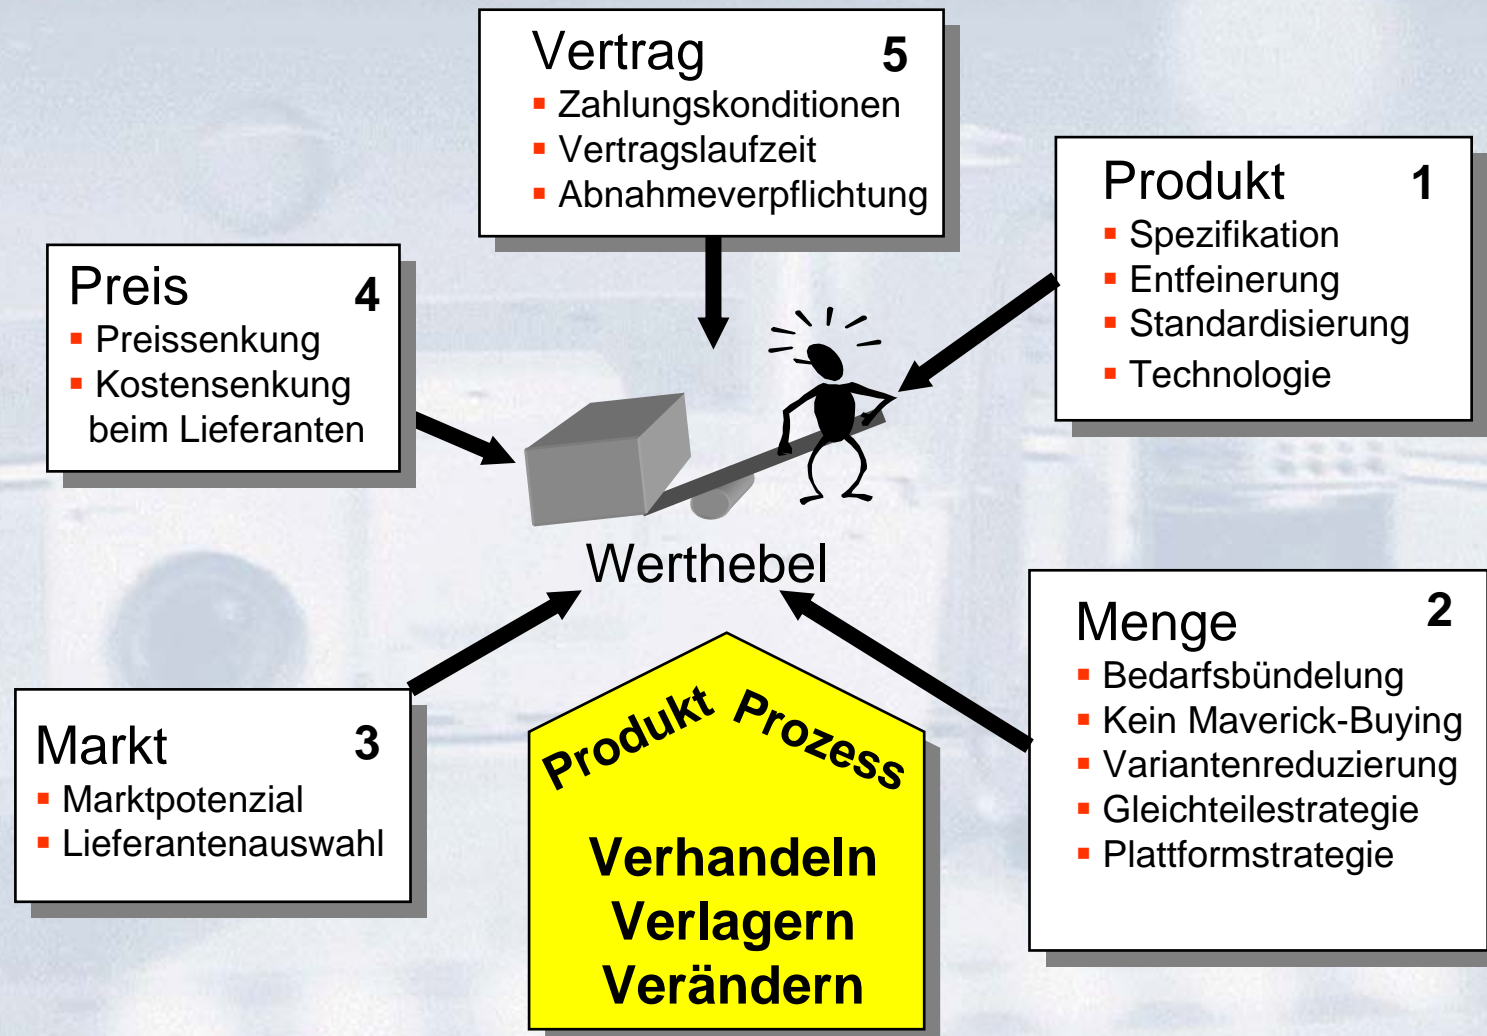 Vertrag 5
Zahlungskonditionen
Vertragslaufzeit
Abnahmeverpflichtung
Produkt 1
Spezifikation
Entfeinerung
Standardisierung
Technologie
Preis 4
Preissenkung
Kostensenkung
beim Lieferanten
Werthebel
Menge 2
Bedarfsbündelung
Kein Maverick-Buying
Variantenreduzierung
Gleichteilestrategie
Plattformstrategie
Markt 3
Marktpotenzial
Lieferantenauswahl
Produkt Prozess
Verhandeln
Verlagern
Verändern